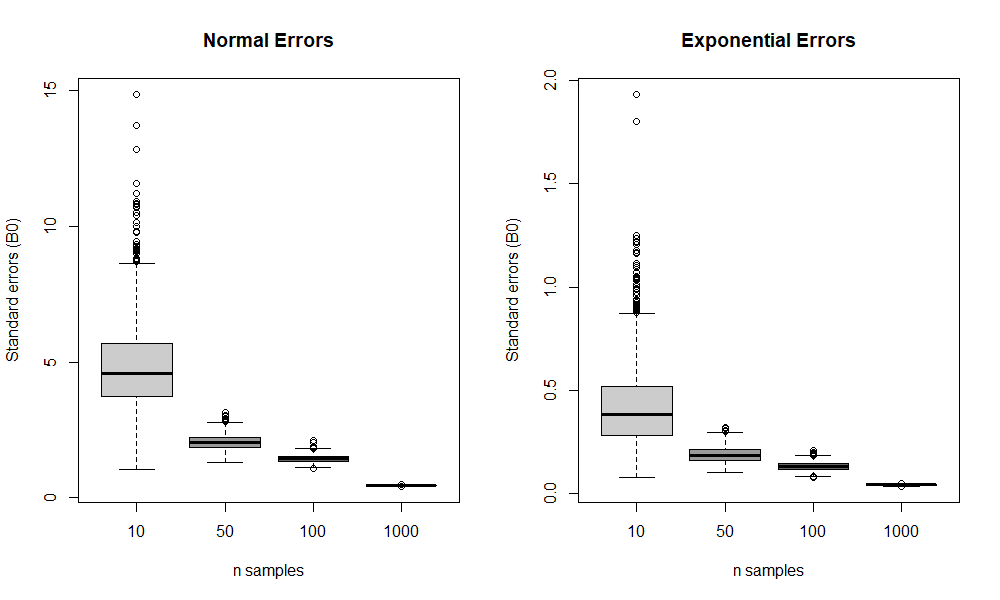 Normal Errors
Standard errors (B0)
15
10
5
0
10 50 100 1000
n samples
Exponential Errors
Standard errors (B0)
2.0
1.5
1.0
0.5
0.0
10 50 100 1000
n samples